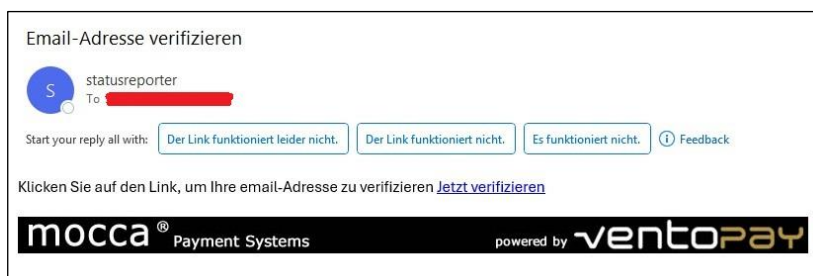 Email-Adresse verifizieren
S
statusreporter
To
Start your reply all with: Der Link funktioniert leider nicht. Der Link funktioniert nicht. Es funktioniert nicht. Feedback
Klicken Sie auf den Link, um Ihre email-Adresse zu verifizieren Jetzt verifizieren
mocca ® Payment Systems powered by ventopay